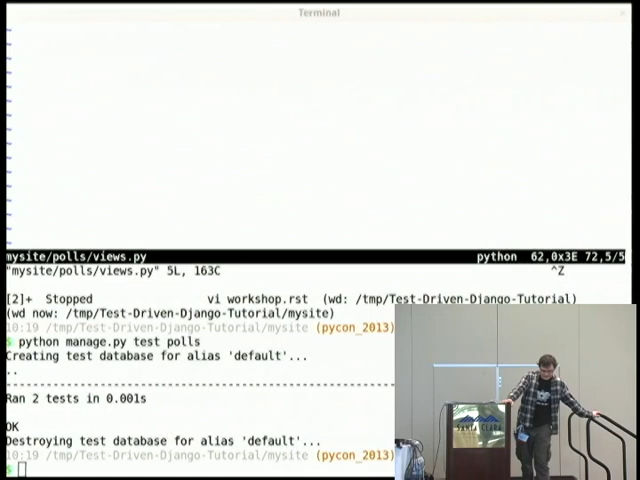 Terminal
mysite/polls/views.py python 62,0x3E 72,5/5
"mysite/polls/views.py" 5L, 163C ^Z
[2]+ Stopped vi workshop.rst (wd: /tmp/Test-Driven-Django-Tutorial)
(wd now: /tmp/Test-Driven-Django-Tutorial/mysite)
10:19 /tmp/Test-Driven-Django-Tutorial/mysite (pycon_2013)
$ python manage.py test polls
Creating test database for alias 'default'...
..
----------------------------------------------------------------------
Ran 2 tests in 0.001s
OK
Destroying test database for alias 'default'...
10:19 /tmp/Test-Driven-Django-Tutorial/mysite (pycon_2013)
$
SANTA CLARA